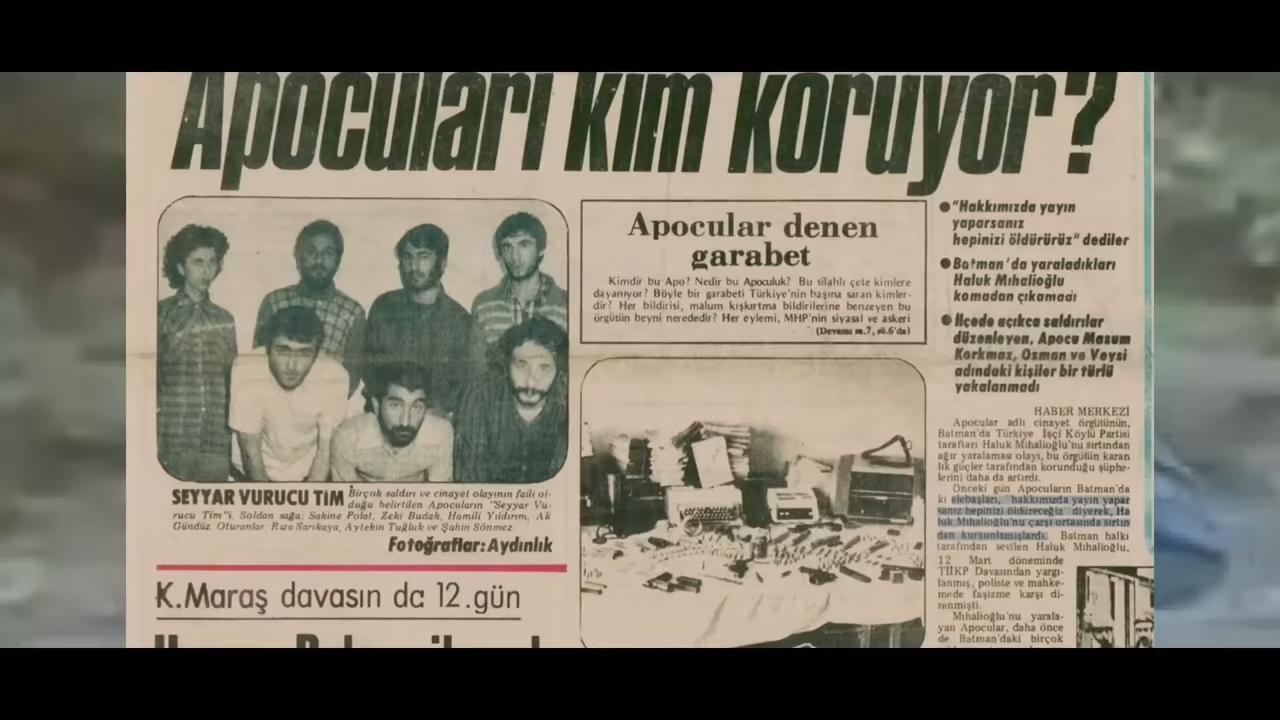 Apocuları kim koruyor?
SEYYAR VURUCU TİM Birçok saldırı ve cinayet olayının faili ol-
duğu belirtilen Apocuların "Seyyar Vu-
rucu Tim"i. Soldan sağa: Sakine Polat, Zeki Budak, Hamili Yıldırım, Ali
Gündüz. Oturanlar: Rıza Sarıkaya, Aytekin Tuğluk ve Şahin Sönmez.
Fotoğraflar: Aydınlık
K.Maraş davasın da 12.gün
Apocular denen
garabet
Kimdir bu Apo? Nedir bu Apoculuk? Bu silahlı çete kimlere
dayanıyor? Böyle bir garabeti Türkiye'nin başına saran kimler-
dir? Her bildirisi, malum kışkırtma bildirilerine benzeyen bu
örgütün beyni nerededir? Her eylemi, MHP'nin siyasal ve askeri
(Devamı sa.7, sü.6'da)
● "Hakkımızda yayın
yaparsanız
hepinizi öldürürüz" dediler
● Batman'da yaraladıkları
Haluk Mıhalioğlu
komadan çıkamadı
● İlçede açıkca saldırılar
düzenleyen, Apocu Masum
Korkmaz, Osman ve Veysi
adındaki kişiler bir türlü
yakalanmadı
HABER MERKEZİ
Apocular adlı cinayet örgütünün,
Batman'da Türkiye İşçi Köylü Partisi
taraftarı Haluk Mıhalioğlu'nu sırtından
ağır yaralaması olayı, bu örgütün karan
lık güçler tarafından korunduğu şüphe-
lerini daha da artırdı.
Önceki gün Apocuların Batman'da
ki elebaşları, "hakkımızda yayın yapar
sanız hepinizi öldüreceğiz" diyerek, Ha
luk Mıhalioğlu'nu çarşı ortasında sırtın
dan kurşunlamışlardı. Batman halkı
tarafından sevilen Haluk Mıhalioğlu,
12 Mart döneminde
TİİKP Davasından yargı-
lanmış, poliste ve mahke-
mede faşizme karşı di-
renmişti.
Mıhalioğlu'nu yarala-
yan Apocular, daha önce
de Batman'daki birçok